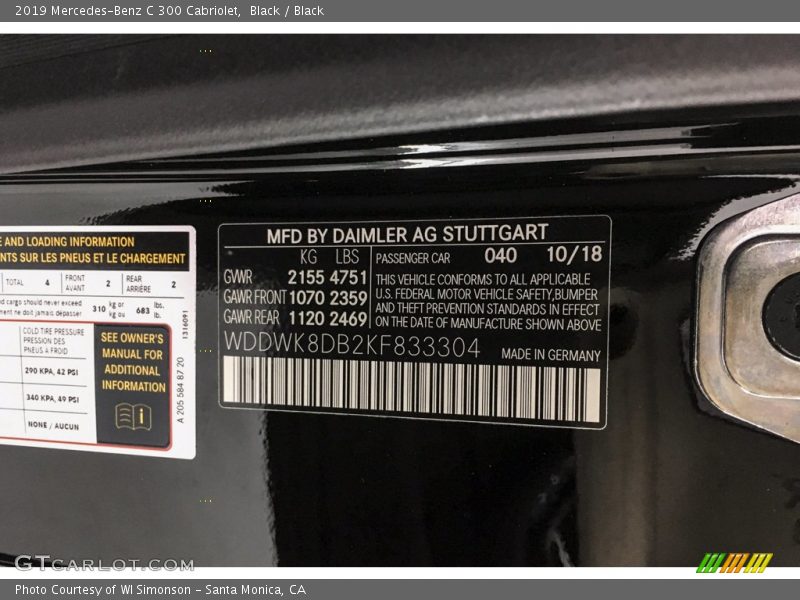 2019 Mercedes-Benz C 300 Cabriolet,  Black / Black
E AND LOADING INFORMATION
NTS SUR LES PNEUS ET LE CHARGEMENT
TOTAL 4 FRONT AVANT 2 REAR ARRIÈRE 2
nd cargo should never exceed
ment ne doit jamais dépasser
310 kg or kg ou 683 lbs. lb.
COLD TIRE PRESSURE
PRESSION DES
PNEUS À FROID
290 KPA, 42 PSI
340 KPA, 49 PSI
NONE / AUCUN
SEE OWNER'S
MANUAL FOR
ADDITIONAL
INFORMATION
1316091
A 205 584 87 20
MFD BY DAIMLER AG STUTTGART
KG LBS
GVWR 2155 4751
GAWR FRONT 1070 2359
GAWR REAR 1120 2469
PASSENGER CAR 040 10/18
THIS VEHICLE CONFORMS TO ALL APPLICABLE
U.S. FEDERAL MOTOR VEHICLE SAFETY,BUMPER
AND THEFT PREVENTION STANDARDS IN EFFECT
ON THE DATE OF MANUFACTURE SHOWN ABOVE
WDDWK8DB2KF833304 MADE IN GERMANY
GTCARLOT.COM
Photo Courtesy of WI Simonson - Santa Monica, CA